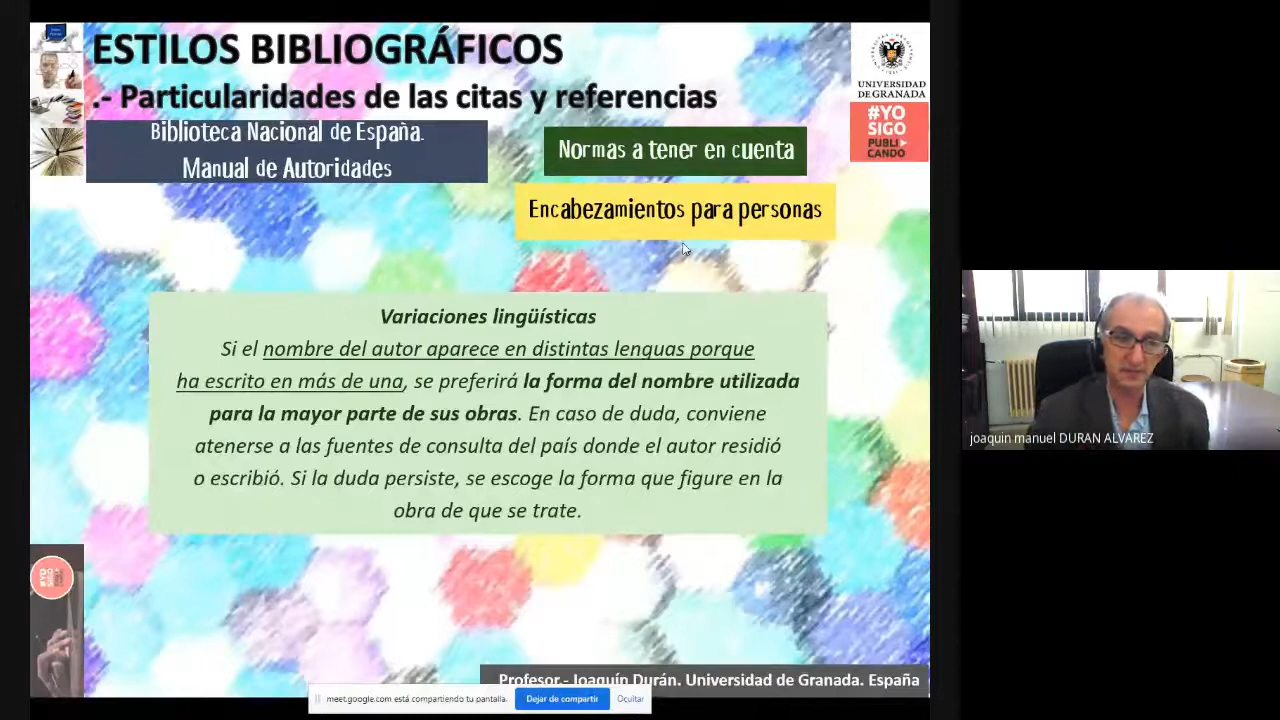 ESTILOS BIBLIOGRÁFICOS
.- Particularidades de las citas y referencias
Biblioteca Nacional de España.
Manual de Autoridades
Normas a tener en cuenta
Encabezamientos para personas
UNIVERSIDAD
DE GRANADA
#YO
SIGO
PUBLI
CANDO
Variaciones lingüísticas
Si el nombre del autor aparece en distintas lenguas porque
ha escrito en más de una, se preferirá la forma del nombre utilizada
para la mayor parte de sus obras. En caso de duda, conviene
atenerse a las fuentes de consulta del país donde el autor residió
o escribió. Si la duda persiste, se escoge la forma que figure en la
obra de que se trate.
joaquin manuel DURAN ALVAREZ
Profesor.- Joaquín Durán. Universidad de Granada. España
meet.google.com está compartiendo tu pantalla.
Dejar de compartir
Ocultar